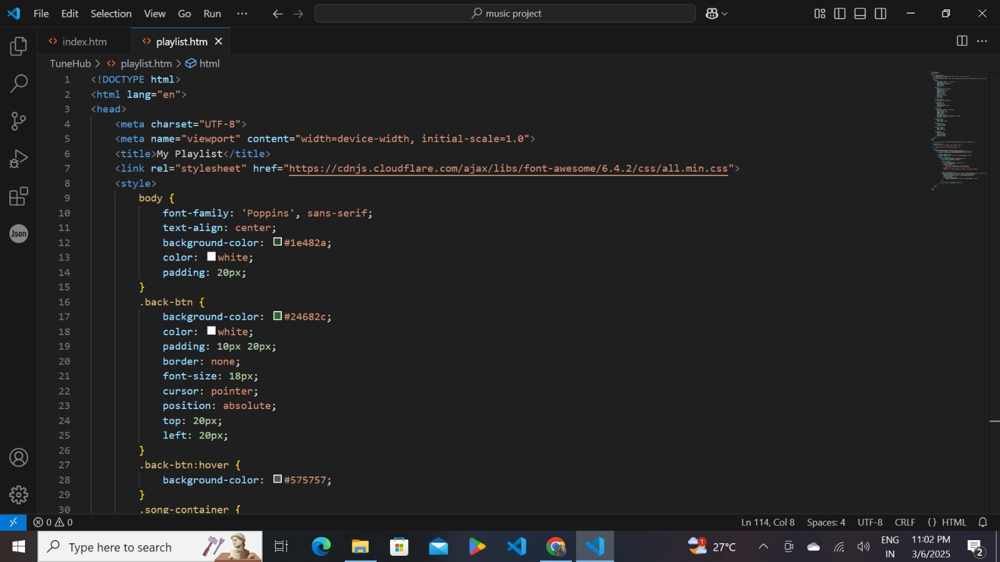 File Edit Selection View Go Run ··· music project
index.htm playlist.htm
TuneHub > playlist.htm > html
1 <!DOCTYPE html>
2 <html lang="en">
3 <head>
4 <meta charset="UTF-8">
5 <meta name="viewport" content="width=device-width, initial-scale=1.0">
6 <title>My Playlist</title>
7 <link rel="stylesheet" href="https://cdnjs.cloudflare.com/ajax/libs/font-awesome/6.4.2/css/all.min.css">
8 <style>
9 body {
10 font-family: 'Poppins', sans-serif;
11 text-align: center;
12 background-color: #1e482a;
13 color: white;
14 padding: 20px;
15 }
16 .back-btn {
17 background-color: #24682c;
18 color: white;
19 padding: 10px 20px;
20 border: none;
21 font-size: 18px;
22 cursor: pointer;
23 position: absolute;
24 top: 20px;
25 left: 20px;
26 }
27 .back-btn:hover {
28 background-color: #575757;
29 }
30 .song-container {
Json
0 0 Ln 114, Col 8 Spaces: 4 UTF-8 CRLF {} HTML
Type here to search 1 27°C ENG 11:02 PM
IN 3/6/2025 2